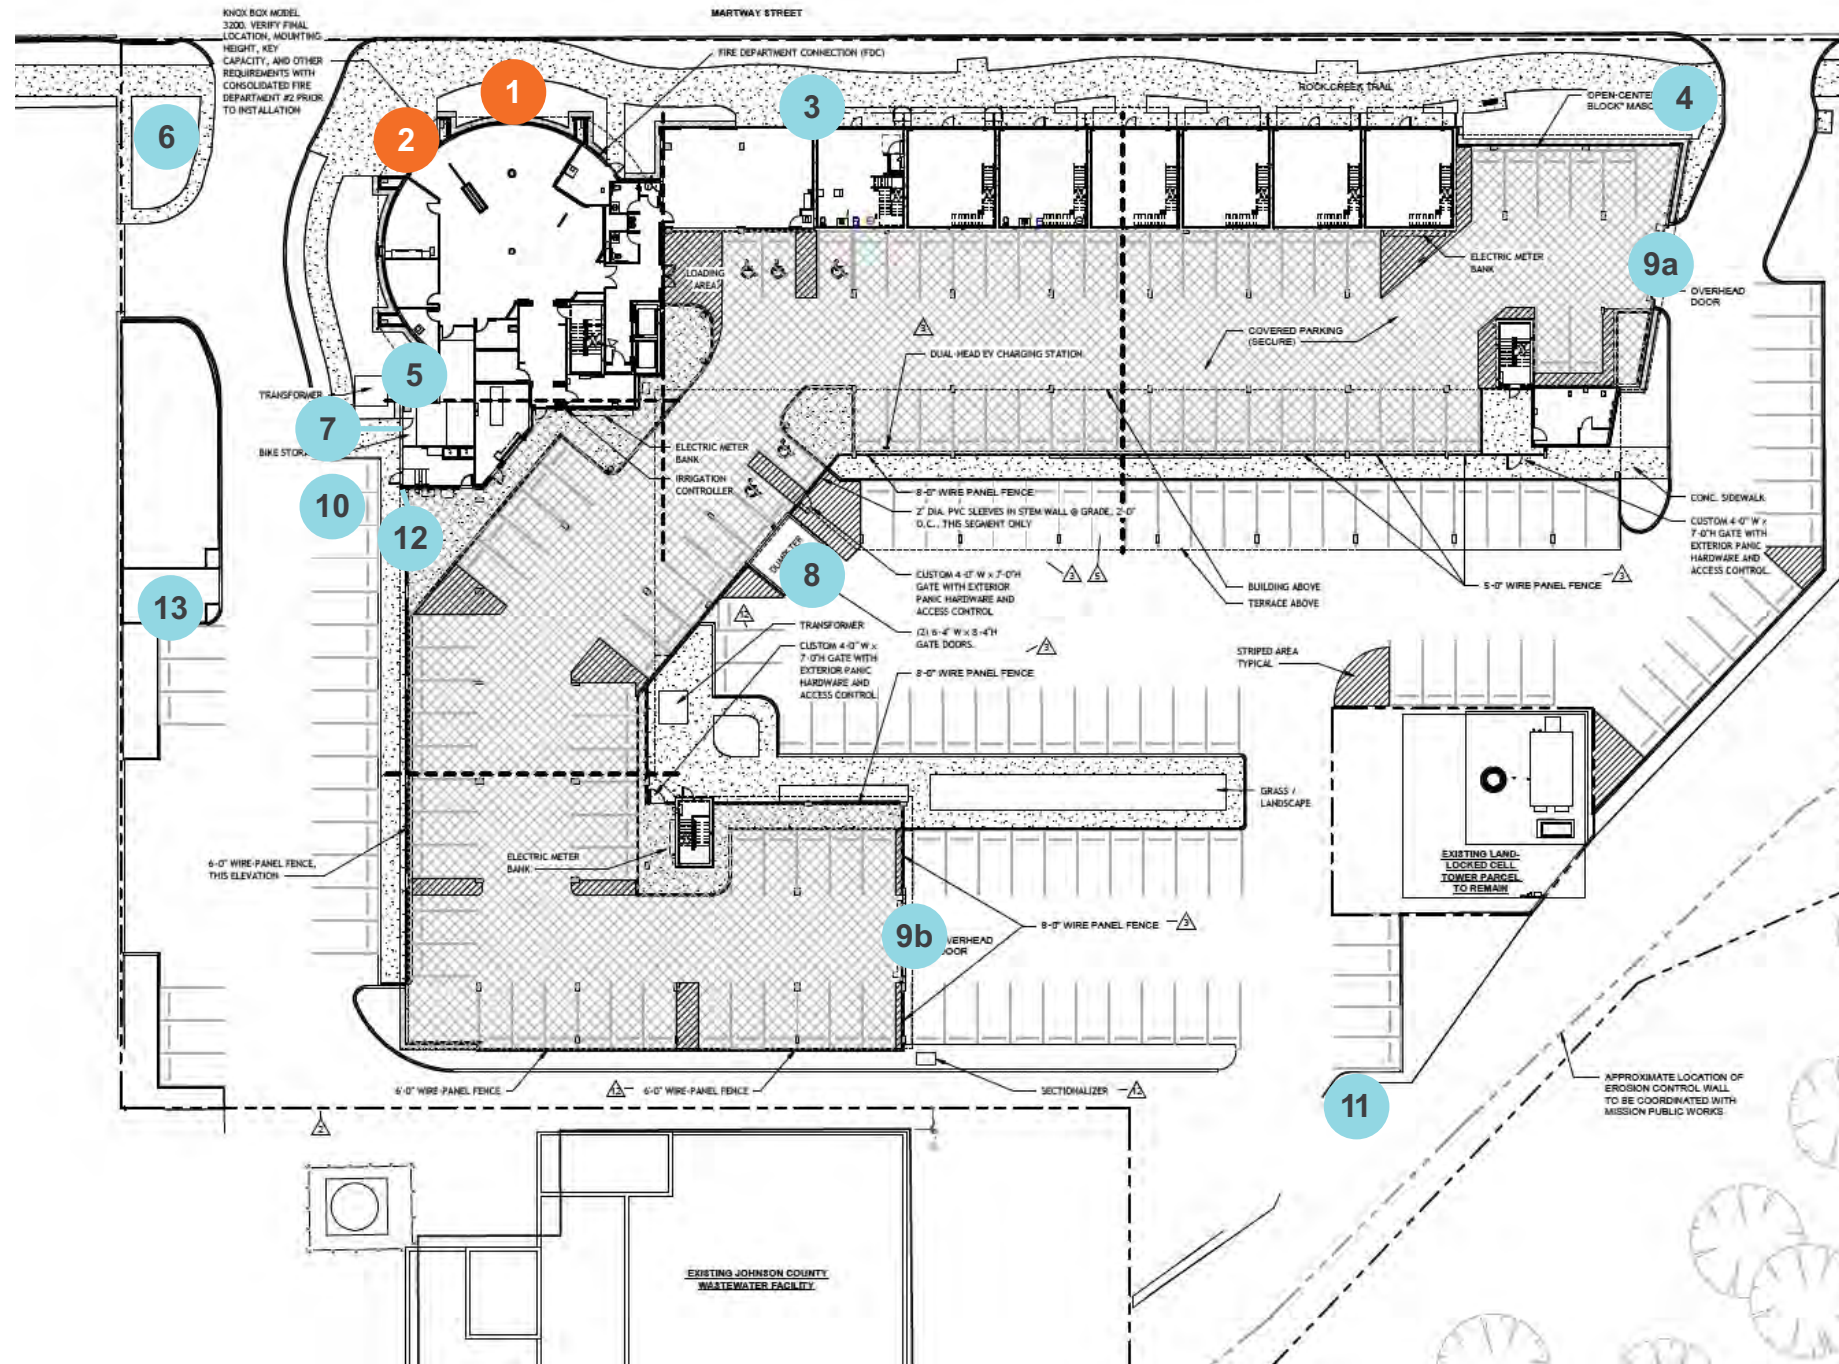 MARTWAY STREET
KNOX BOX MODEL
3200. VERIFY FINAL
LOCATION, MOUNTING
HEIGHT, KEY
CAPACITY, AND OTHER
REQUIREMENTS WITH
CONSOLIDATED FIRE
DEPARTMENT #2 PRIOR
TO INSTALLATION
FIRE DEPARTMENT CONNECTION (FDC)
1
2
3
4
6
ROCK CREEK TRAIL
OPEN-CENTE
BLOCK" MASO
LOADING
AREA
ELECTRIC METER
BANK
9a
OVERHEAD
DOOR
3
COVERED PARKING
(SECURE)
DUAL-HEAD EV CHARGING STATION
5
TRANSFORMER
7
BIKE STOR
ELECTRIC METER
BANK
IRRIGATION
CONTROLLER
10
12
8'-0" WIRE PANEL FENCE
2" DIA. PVC SLEEVES IN STEM WALL @ GRADE, 2'-0"
O.C., THIS SEGMENT ONLY
CONC. SIDEWALK
CUSTOM 4'-0" W x
7'-0"H GATE WITH
EXTERIOR PANIC
HARDWARE AND
ACCESS CONTROL
DUMPSTER
8
CUSTOM 4'-0" W x 7'-0"H
GATE WITH EXTERIOR
PANIC HARDWARE AND
ACCESS CONTROL
3
5
BUILDING ABOVE
TERRACE ABOVE
5'-0" WIRE PANEL FENCE
3
13
12
TRANSFORMER
CUSTOM 4'-0" W x
7'-0"H GATE WITH
EXTERIOR PANIC
HARDWARE AND
ACCESS CONTROL
(2) 6'-4" W x 8'-4"H
GATE DOORS
3
8'-0" WIRE PANEL FENCE
STRIPED AREA
TYPICAL
GRASS /
LANDSCAPE
6'-0" WIRE-PANEL FENCE,
THIS ELEVATION
ELECTRIC METER
BANK
EXISTING LAND-
LOCKED CELL
TOWER PARCEL
TO REMAIN
9b
VERHEAD
OOR
8'-0" WIRE PANEL FENCE
3
6'-0" WIRE-PANEL FENCE
12
6'-0" WIRE-PANEL FENCE
SECTIONALIZER
12
11
APPROXIMATE LOCATION OF
EROSION CONTROL WALL
TO BE COORDINATED WITH
MISSION PUBLIC WORKS
2
EXISTING JOHNSON COUNTY
WASTEWATER FACILITY